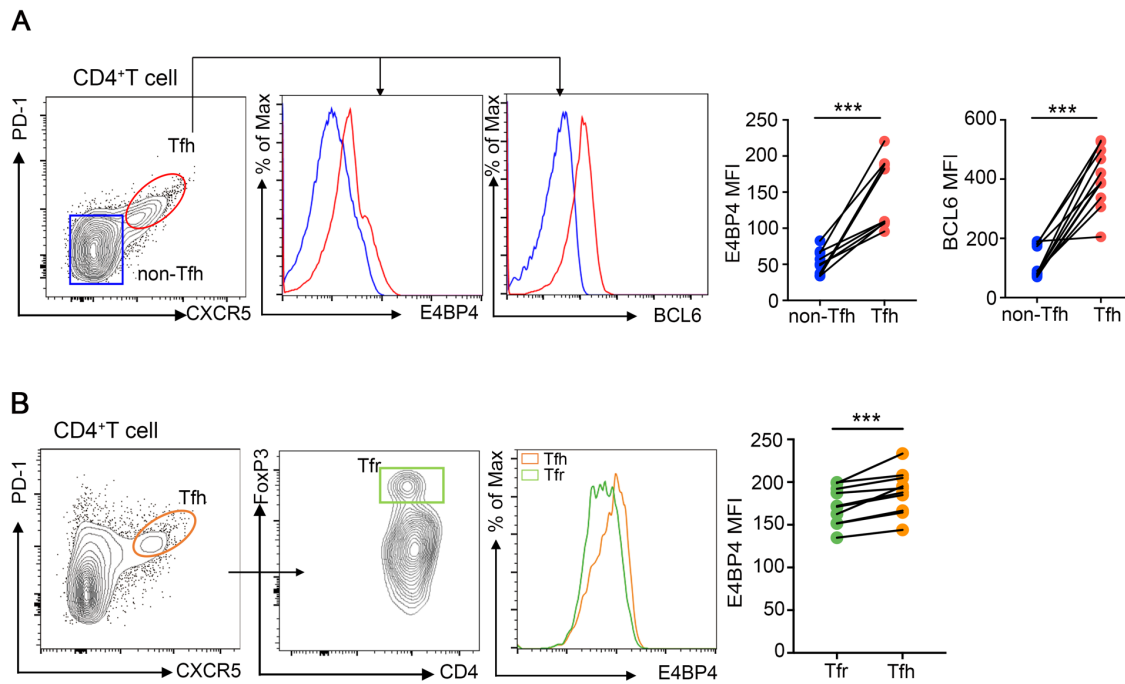 A
CD4⁺T cell
PD-1
Tfh
non-Tfh
CXCR5
% of Max
E4BP4
% of Max
BCL6
E4BP4 MFI
250
200
150
100
50
0
***
non-Tfh Tfh
BCL6 MFI
600
400
200
0
***
non-Tfh Tfh
B
CD4⁺T cell
PD-1
Tfh
CXCR5
FoxP3
Tfr
CD4
% of Max
Tfh
Tfr
E4BP4
E4BP4 MFI
250
200
150
100
50
0
***
Tfr Tfh